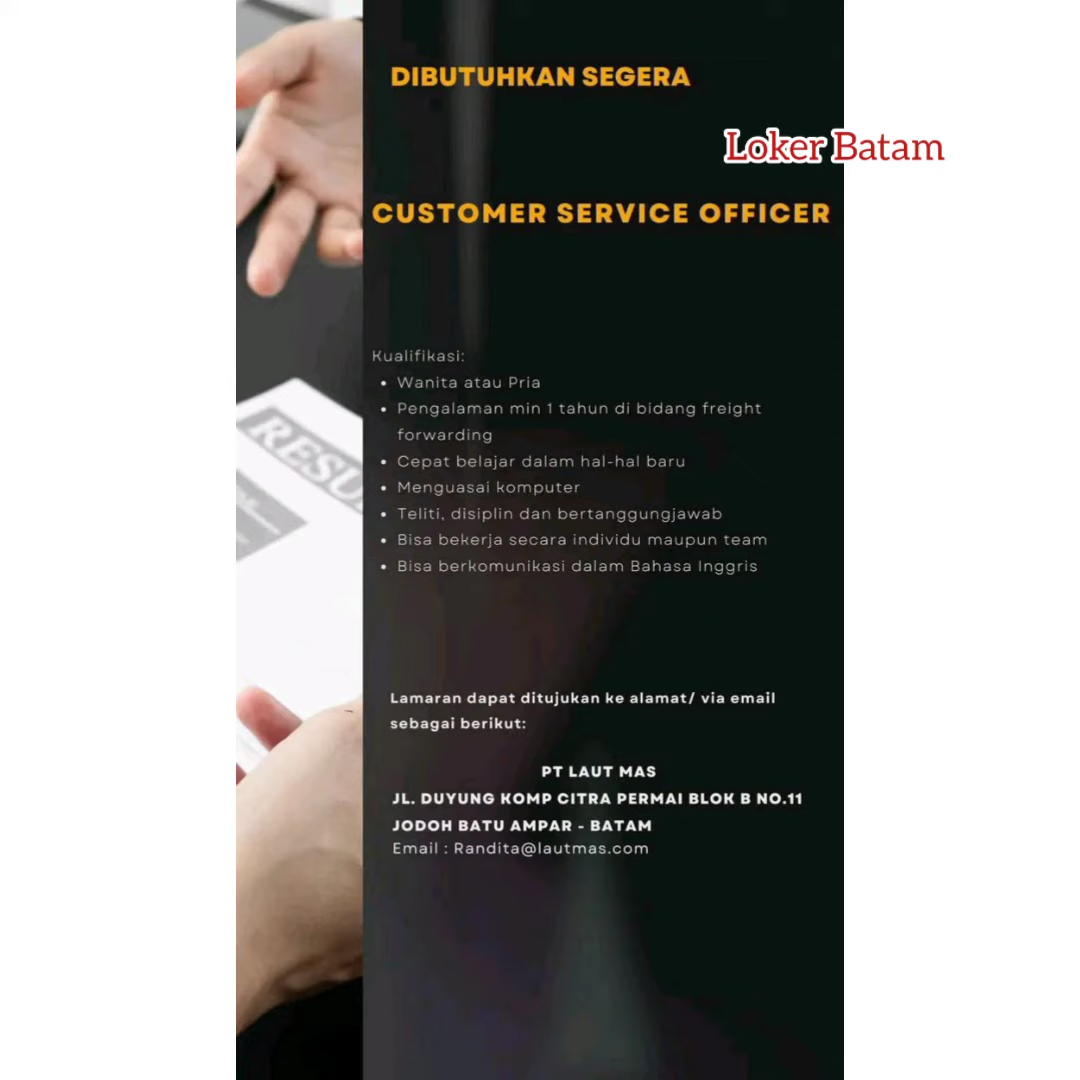 DIBUTUHKAN SEGERA
Loker Batam
CUSTOMER SERVICE OFFICER
RESU
Kualifikasi:
• Wanita atau Pria
• Pengalaman min 1 tahun di bidang freight
forwarding
• Cepat belajar dalam hal-hal baru
• Menguasai komputer
• Teliti, disiplin dan bertanggungjawab
• Bisa bekerja secara individu maupun team
• Bisa berkomunikasi dalam Bahasa Inggris
Lamaran dapat ditujukan ke alamat/ via email
sebagai berikut:
PT LAUT MAS
JL. DUYUNG KOMP CITRA PERMAI BLOK B NO.11
JODOH BATU AMPAR - BATAM
Email : Randita@lautmas.com